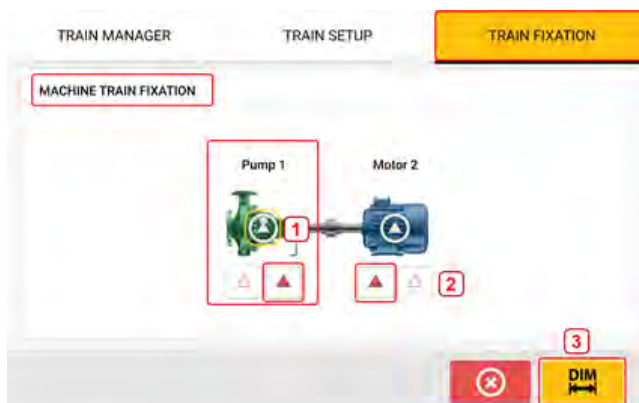 TRAIN MANAGER TRAIN SETUP TRAIN FIXATION
MACHINE TRAIN FIXATION
Pump 1 Motor 2
1
2
3
DIM